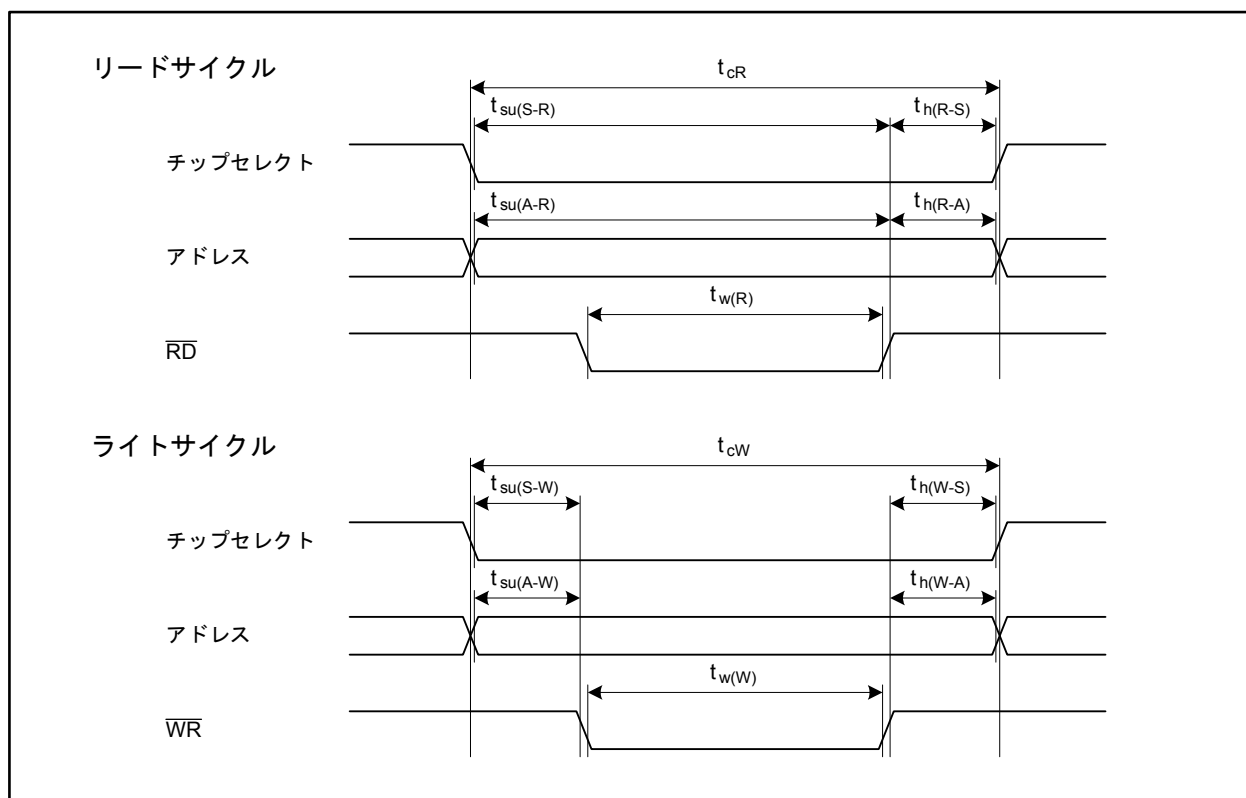 リードサイクル
tcR
tsu(S-R) th(R-S)
チップセレクト
tsu(A-R) th(R-A)
アドレス
tw(R)
R̅D̅
ライトサイクル
tcW
tsu(S-W) th(W-S)
チップセレクト
tsu(A-W) th(W-A)
アドレス
tw(W)
W̅R̅